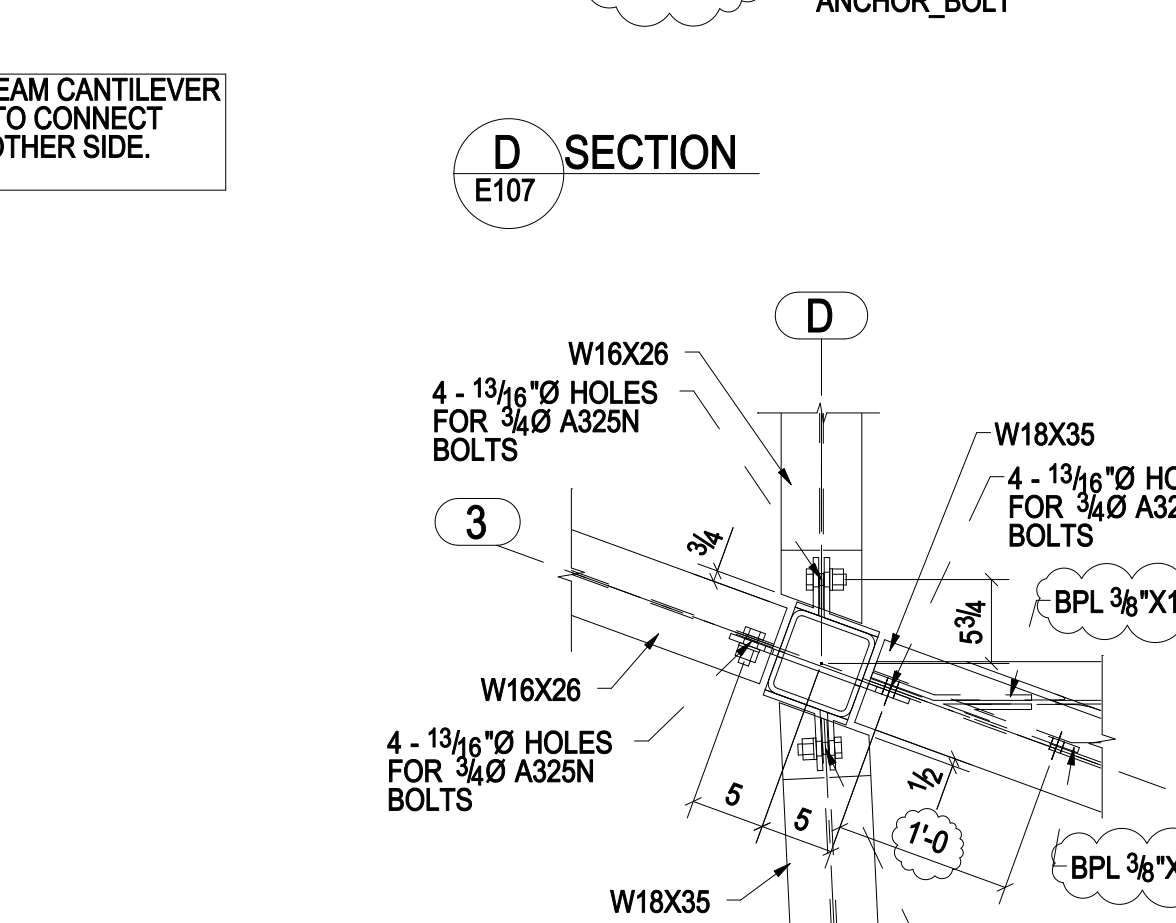 ANCHOR_BOLT
EAM CANTILEVER
TO CONNECT
OTHER SIDE.
D
E107
SECTION
D
W16X26
4 - 13/16"Ø HOLES
FOR 3/4Ø A325N
BOLTS
W18X35
4 - 13/16"Ø HO
FOR 3/4Ø A32
BOLTS
3
3/4
BPL 3/8"X1
5 3/4
W16X26
4 - 13/16"Ø HOLES
FOR 3/4Ø A325N
BOLTS
5
5
1/2
1'-0
BPL 3/8"X
W18X35